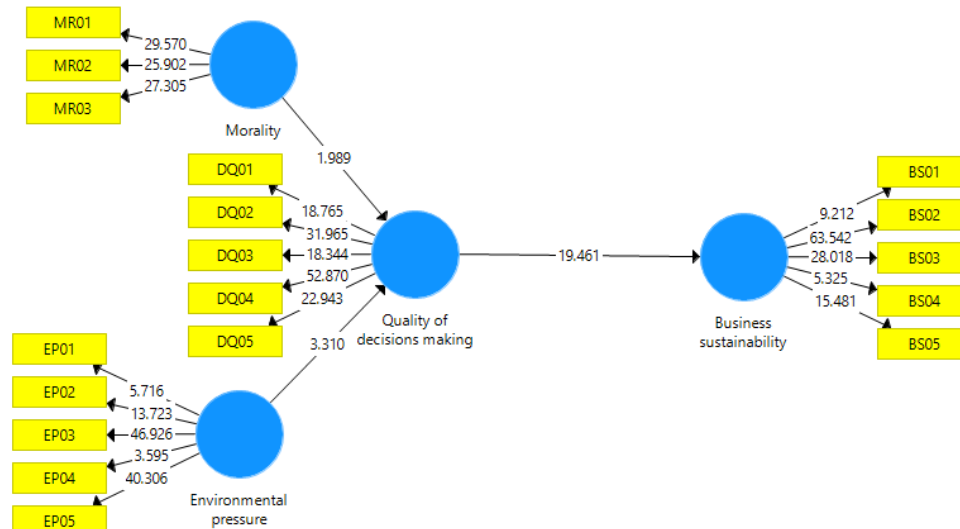 MR01
29.570
MR02
25.902
MR03
27.305
Morality
1.989
DQ01
18.765
DQ02
31.965
DQ03
18.344
DQ04
52.870
DQ05
22.943
Quality of
decisions making
19.461
BS01
9.212
BS02
63.542
BS03
28.018
BS04
5.325
BS05
15.481
Business
sustainability
3.310
EP01
5.716
EP02
13.723
EP03
46.926
EP04
3.595
EP05
40.306
Environmental
pressure